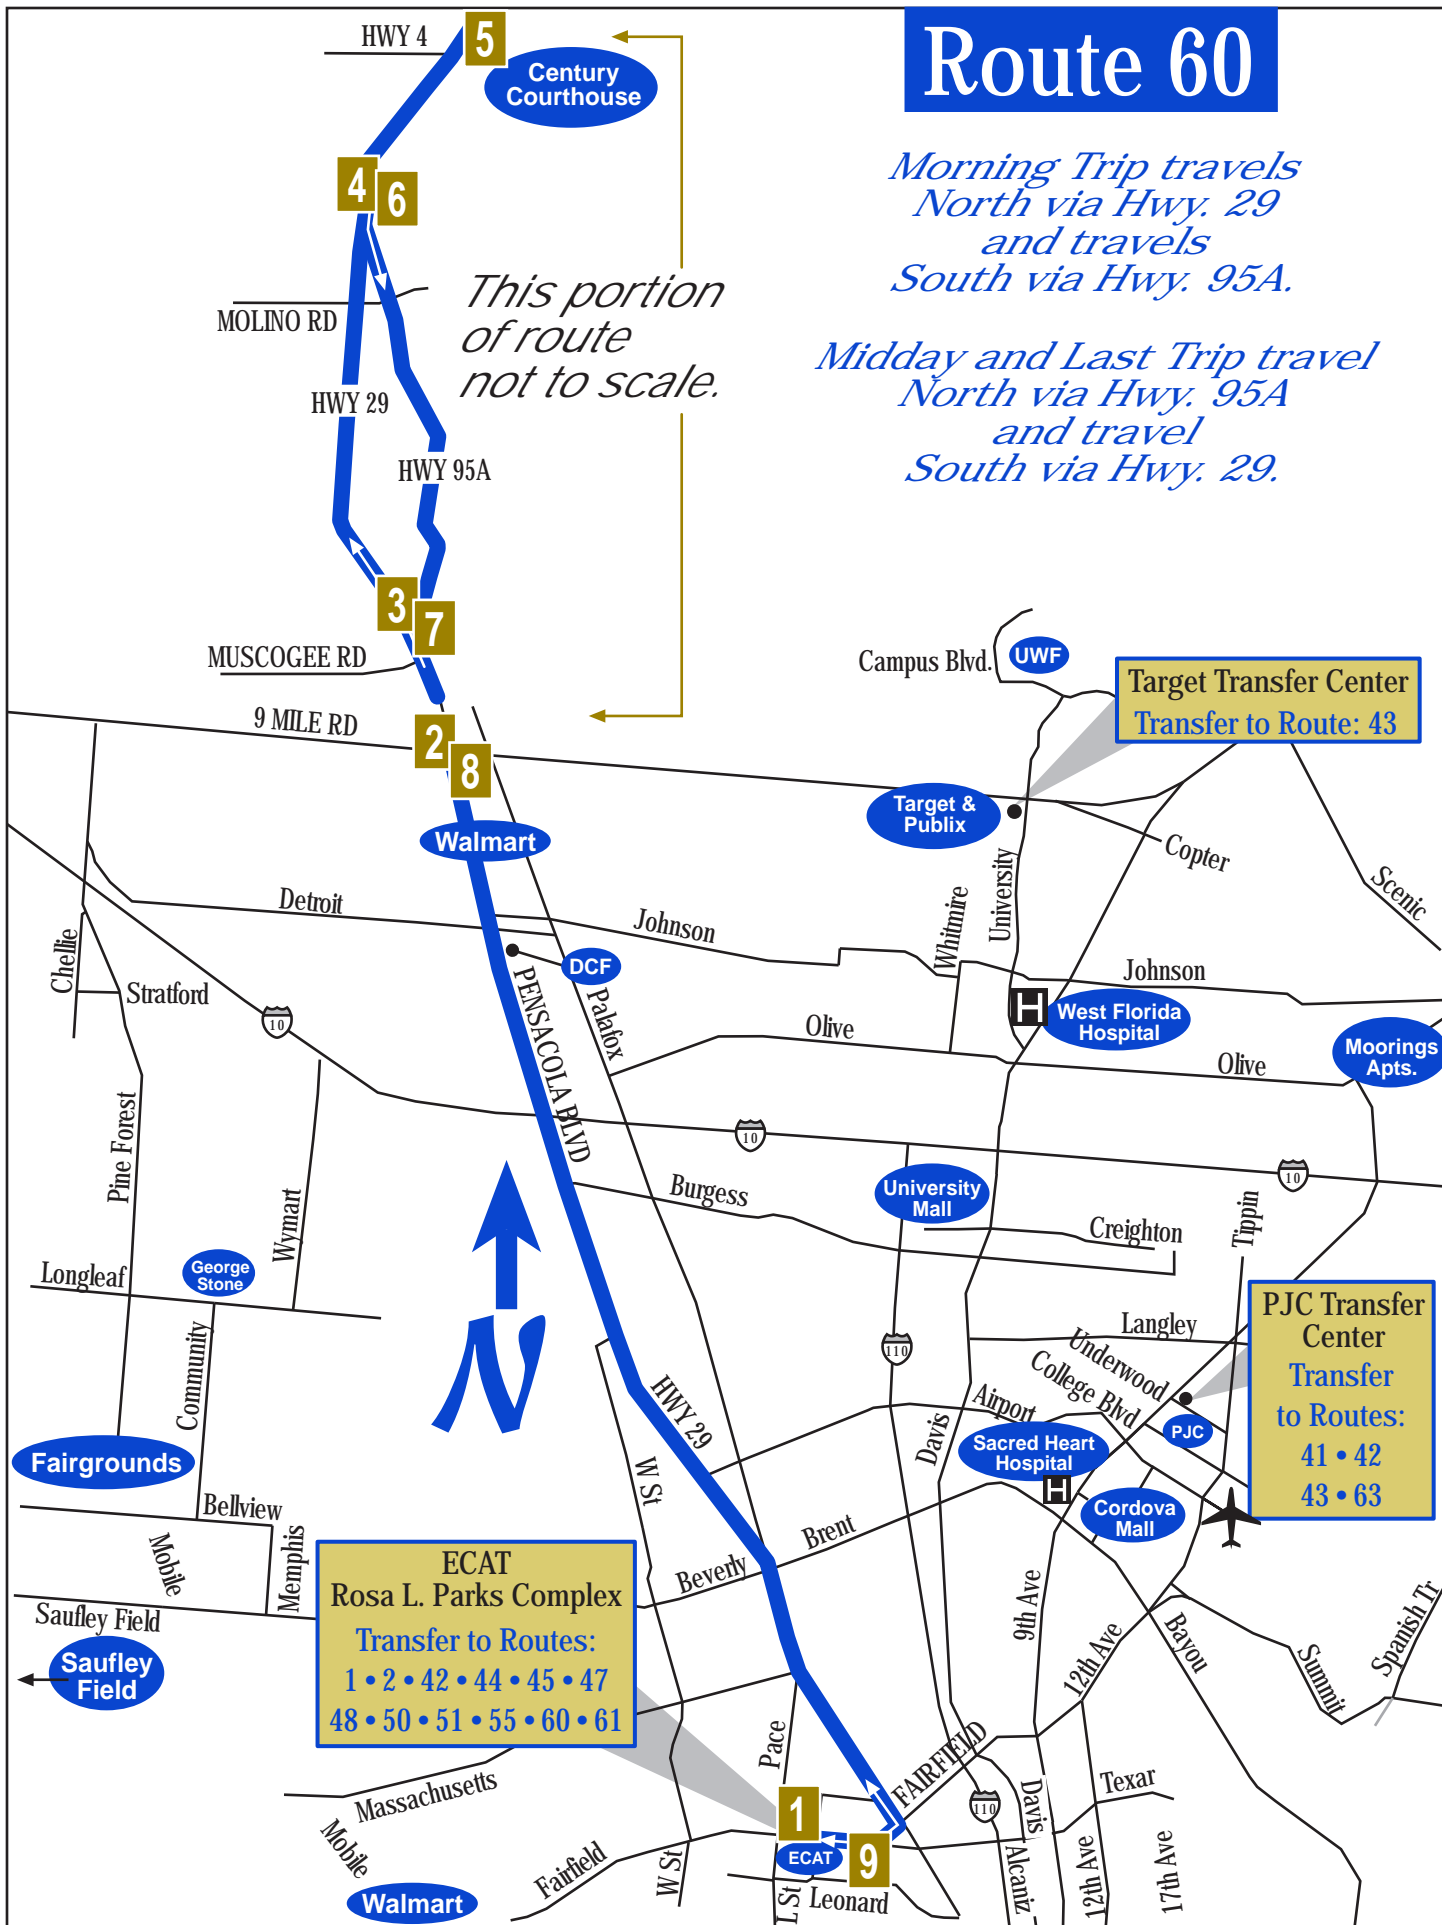 Route 60
Morning Trip travels
North via Hwy. 29
and travels
South via Hwy. 95A.
Midday and Last Trip travel
North via Hwy. 95A
and travel
South via Hwy. 29.
HWY 4
5
Century
Courthouse
4
6
This portion
of route
not to scale.
MOLINO RD
HWY 29
HWY 95A
3
7
MUSCOGEE RD
9 MILE RD
2
8
Walmart
Campus Blvd.
UWF
Target Transfer Center
Transfer to Route: 43
Target &
Publix
University
Whitmire
Copter
Scenic
Detroit
Johnson
Johnson
Chellie
Stratford
10
DCF
PENSACOLA BLVD
Palafox
Olive
H
West Florida
Hospital
Moorings
Apts.
Olive
Pine Forest
Wymart
10
10
Burgess
University
Mall
Creighton
Tippin
Longleaf
George
Stone
Community
N
110
Langley
Underwood
College Blvd
Airport
PJC Transfer
Center
Transfer
to Routes:
41 • 42
43 • 63
PJC
HWY 29
Davis
Sacred Heart
Hospital
H
Cordova
Mall
Fairgrounds
Bellview
Mobile
Memphis
W St
Beverly
Brent
Saufley Field
Saufley
Field
ECAT
Rosa L. Parks Complex
Transfer to Routes:
1 • 2 • 42 • 44 • 45 • 47
48 • 50 • 51 • 55 • 60 • 61
9th Ave
12th Ave
Bayou
Summit
Spanish Tr
Pace
FAIRFIELD
Massachusetts
Mobile
1
9
ECAT
110
Davis
Texar
Alcaniz
12th Ave
17th Ave
Fairfield
W St
L St
Leonard
Walmart